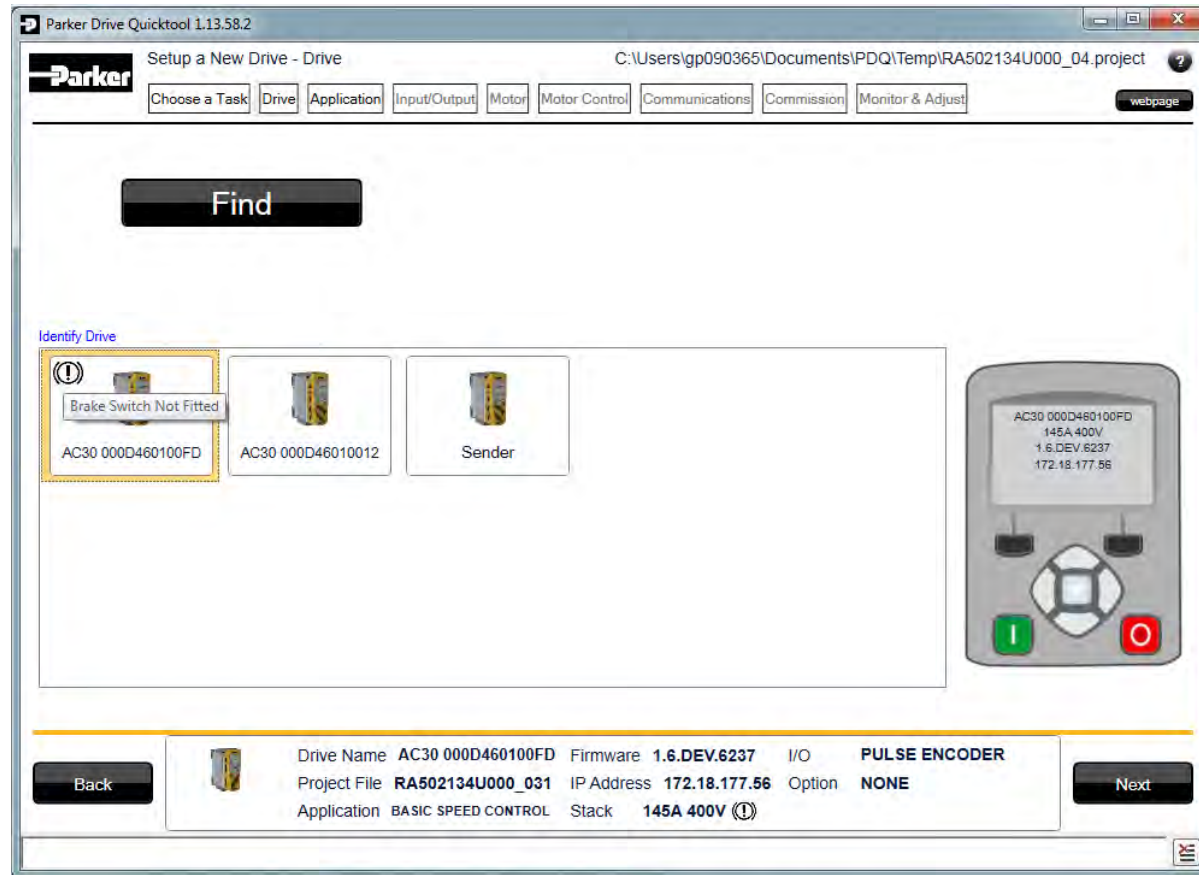 Parker Drive Quicktool 1.13.58.2
Parker
Setup a New Drive - Drive
C:\Users\gp090365\Documents\PDQ\Temp\RA502134U000_04.project
?
Choose a Task Drive Application Input/Output Motor Motor Control Communications Commission Monitor & Adjust
webpage
Find
Identify Drive
(!)
Brake Switch Not Fitted
AC30 000D460100FD
AC30 000D46010012
Sender
AC30 000D460100FD
145A 400V
1.6.DEV.6237
172.18.177.56
I
O
Back
Drive Name AC30 000D460100FD Firmware 1.6.DEV.6237 I/O PULSE ENCODER
Project File RA502134U000_031 IP Address 172.18.177.56 Option NONE
Application BASIC SPEED CONTROL Stack 145A 400V (!)
Next